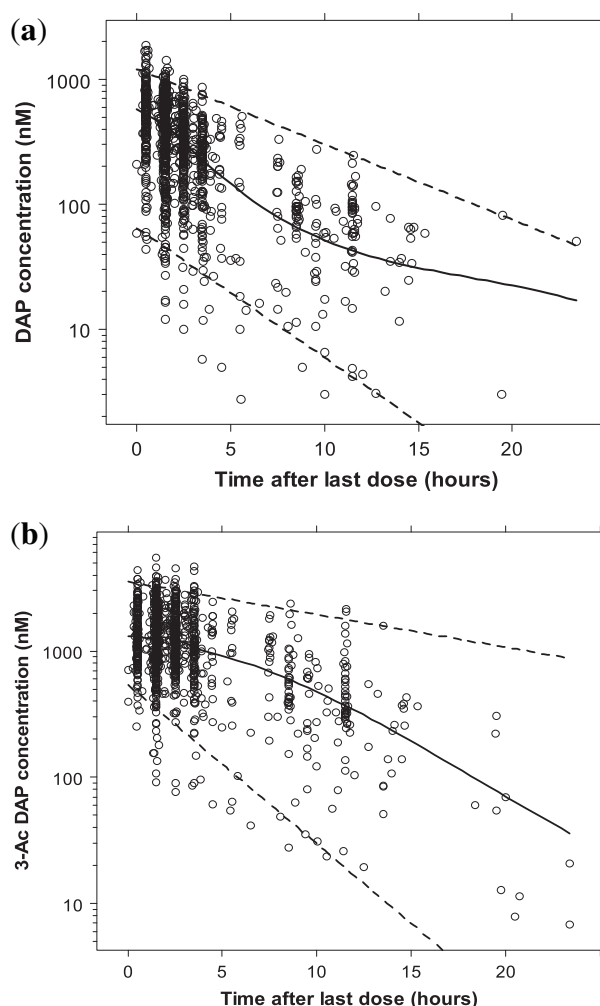 (a)
DAP concentration (nM)
1000
100
10
0 5 10 15 20
Time after last dose (hours)
(b)
3-Ac DAP concentration (nM)
1000
100
10
0 5 10 15 20
Time after last dose (hours)